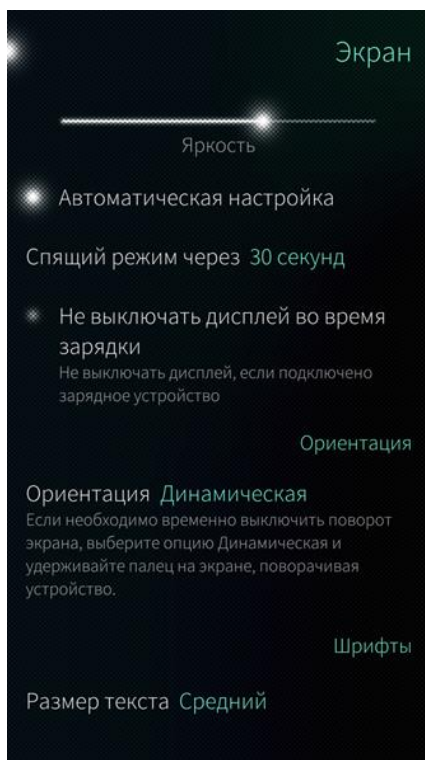 Экран
Яркость
Автоматическая настройка
Спящий режим через 30 секунд
Не выключать дисплей во время
зарядки
Не выключать дисплей, если подключено
зарядное устройство
Ориентация
Ориентация Динамическая
Если необходимо временно выключить поворот
экрана, выберите опцию Динамическая и
удерживайте палец на экране, поворачивая
устройство.
Шрифты
Размер текста Средний